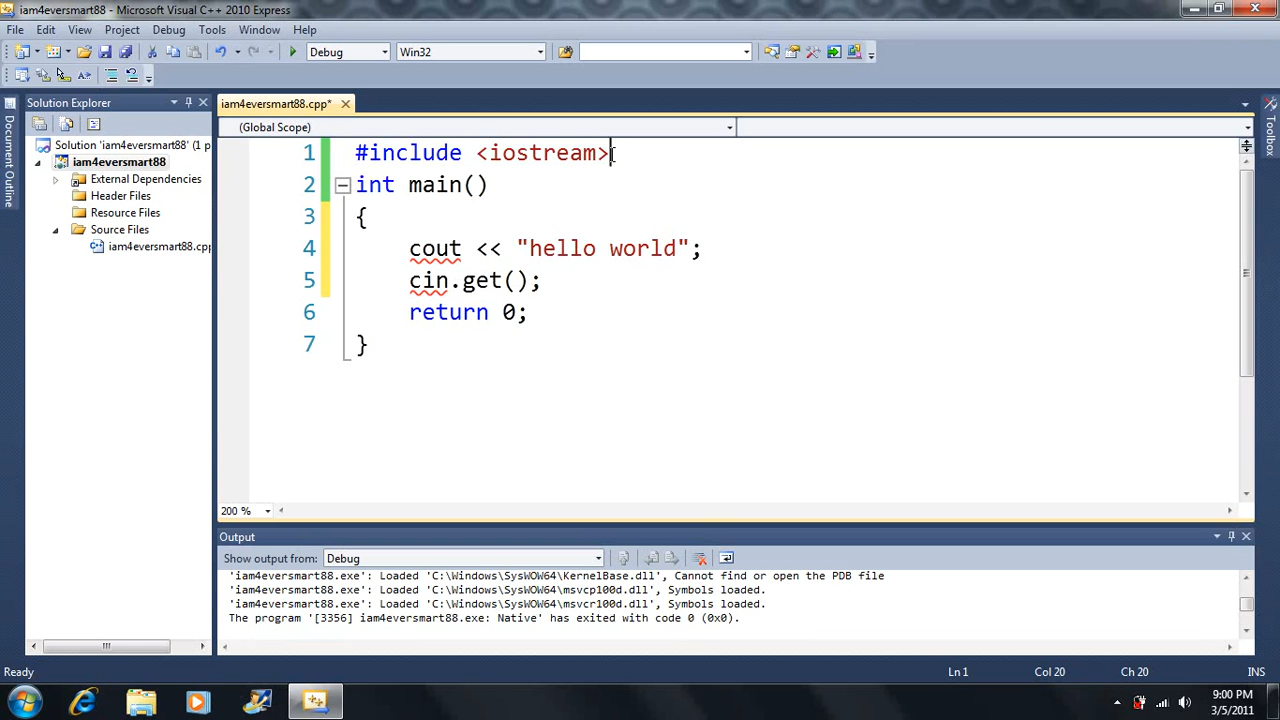 iam4eversmart88 - Microsoft Visual C++ 2010 Express
File Edit View Project Debug Tools Window Help
Debug Win32
Solution Explorer
iam4eversmart88.cpp*
Document Outline
Toolbox
(Global Scope)
Solution 'iam4eversmart88' (1 p
iam4eversmart88
External Dependencies
Header Files
Resource Files
Source Files
iam4eversmart88.cpp
1 #include <iostream>
2 int main()
3 {
4 cout << "hello world";
5 cin.get();
6 return 0;
7 }
200 %
Output
Show output from: Debug
'iam4eversmart88.exe': Loaded 'C:\Windows\SysWOW64\KernelBase.dll', Cannot find or open the PDB file
'iam4eversmart88.exe': Loaded 'C:\Windows\SysWOW64\msvcp100d.dll', Symbols loaded.
'iam4eversmart88.exe': Loaded 'C:\Windows\SysWOW64\msvcr100d.dll', Symbols loaded.
The program '[3356] iam4eversmart88.exe: Native' has exited with code 0 (0x0).
Ready Ln 1 Col 20 Ch 20 INS
9:00 PM
3/5/2011